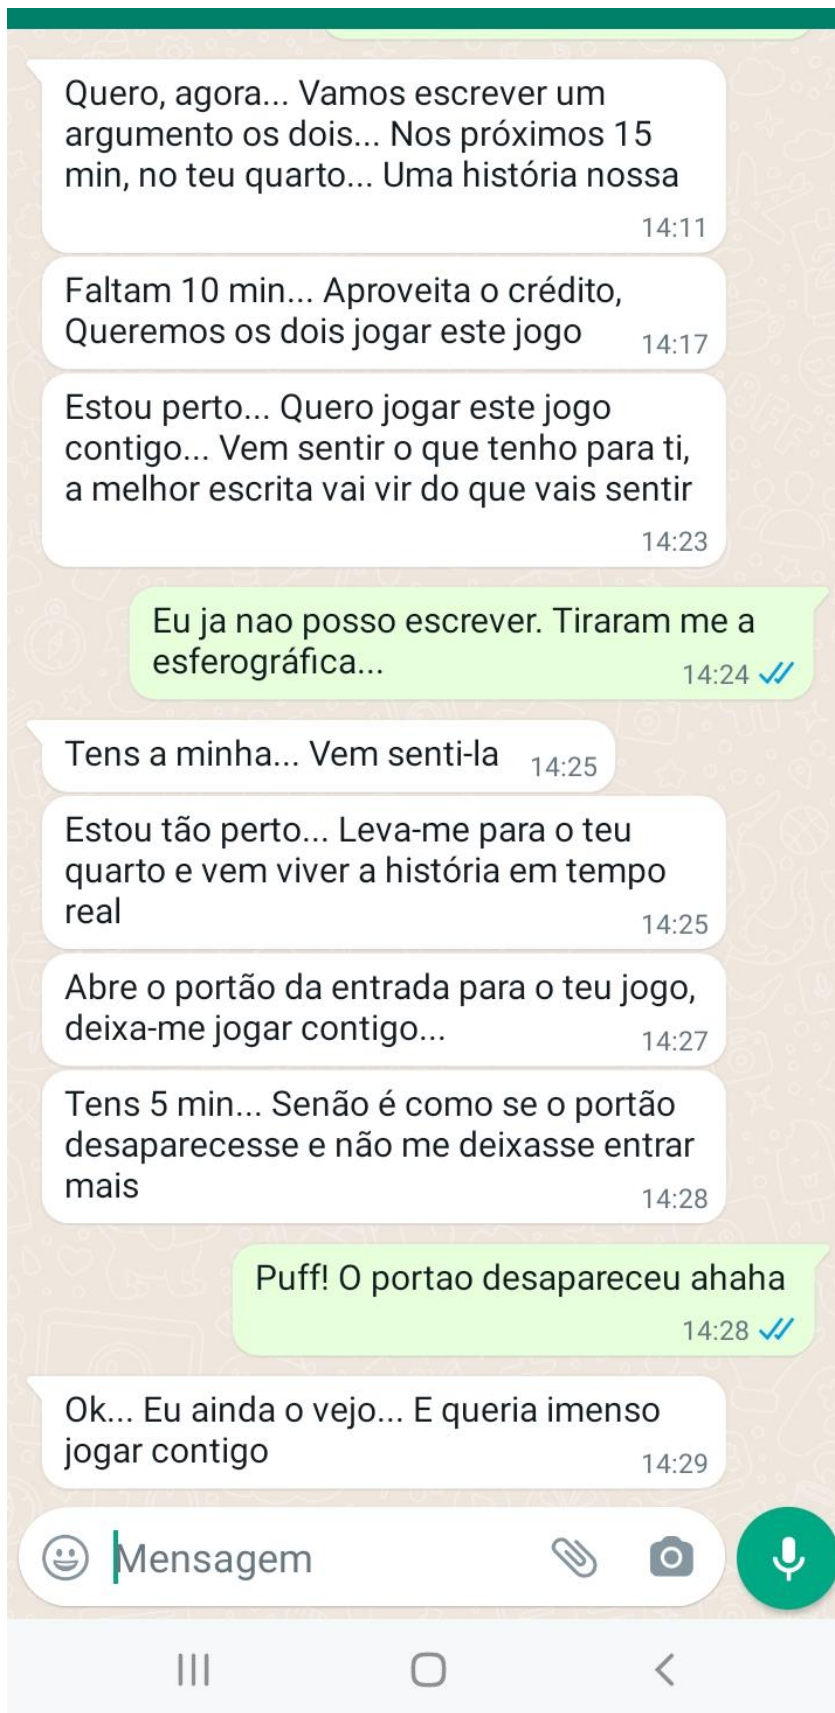 Quero, agora... Vamos escrever um
argumento os dois... Nos próximos 15
min, no teu quarto... Uma história nossa
14:11
Faltam 10 min... Aproveita o crédito,
Queremos os dois jogar este jogo 14:17
Estou perto... Quero jogar este jogo
contigo... Vem sentir o que tenho para ti,
a melhor escrita vai vir do que vais sentir
14:23
Eu ja nao posso escrever. Tiraram me a
esferográfica... 14:24
Tens a minha... Vem senti-la 14:25
Estou tão perto... Leva-me para o teu
quarto e vem viver a história em tempo
real 14:25
Abre o portão da entrada para o teu jogo,
deixa-me jogar contigo... 14:27
Tens 5 min... Senão é como se o portão
desaparecesse e não me deixasse entrar
mais 14:28
Puff! O portao desapareceu ahaha
14:28
Ok... Eu ainda o vejo... E queria imenso
jogar contigo 14:29
Mensagem